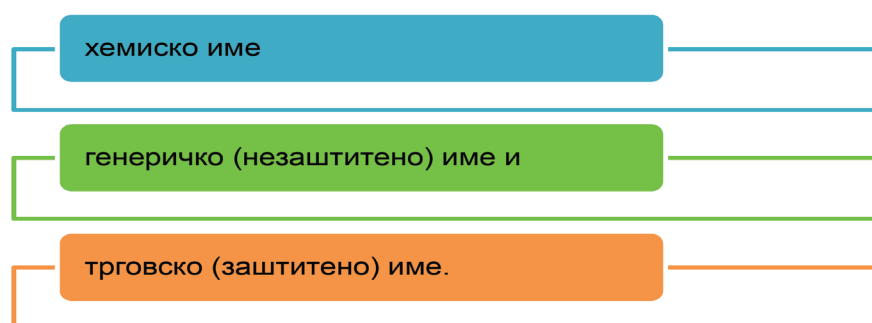 хемиско име
генеричко (незаштитено) име и
трговско (заштитено) име.